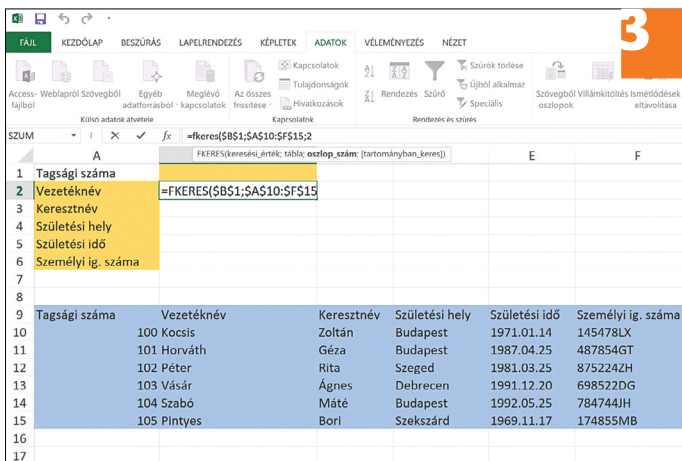 3
FÁJL KEZDŐLAP BESZÚRÁS LAPELRENDEZÉS KÉPLETEK ADATOK VÉLEMÉNYEZÉS NÉZET
Access-fájlból
Weblapról
Szövegből
Egyéb adatforrásból
Meglévő kapcsolatok
Külső adatok átvétele
Az összes frissítése
Kapcsolatok
Tulajdonságok
Hivatkozások
Kapcsolatok
Rendezés
Szűrő
Szűrők törlése
Újból alkalmaz
Speciális
Rendezés és szűrés
Szövegből oszlopok
Villámkitöltés
Ismétlődések eltávolítása
SZUM fx =fkeres($B$1;$A$10:$F$15;2
FKERES(keresési_érték; tábla; oszlop_szám; [tartományban_keres])
A E F
1 Tagsági száma
2 Vezetéknév =FKERES($B$1;$A$10:$F$15
3 Keresztnév
4 Születési hely
5 Születési idő
6 Személyi ig. száma
7
8
9 Tagsági száma Vezetéknév Keresztnév Születési hely Születési idő Személyi ig. száma
10 100 Kocsis Zoltán Budapest 1971.01.14 145478LX
11 101 Horváth Géza Budapest 1987.04.25 487854GT
12 102 Péter Rita Szeged 1981.03.25 875224ZH
13 103 Vásár Ágnes Debrecen 1991.12.20 698522DG
14 104 Szabó Máté Budapest 1992.05.25 784744JH
15 105 Pintyes Bori Szekszárd 1969.11.17 174855MB
16
17